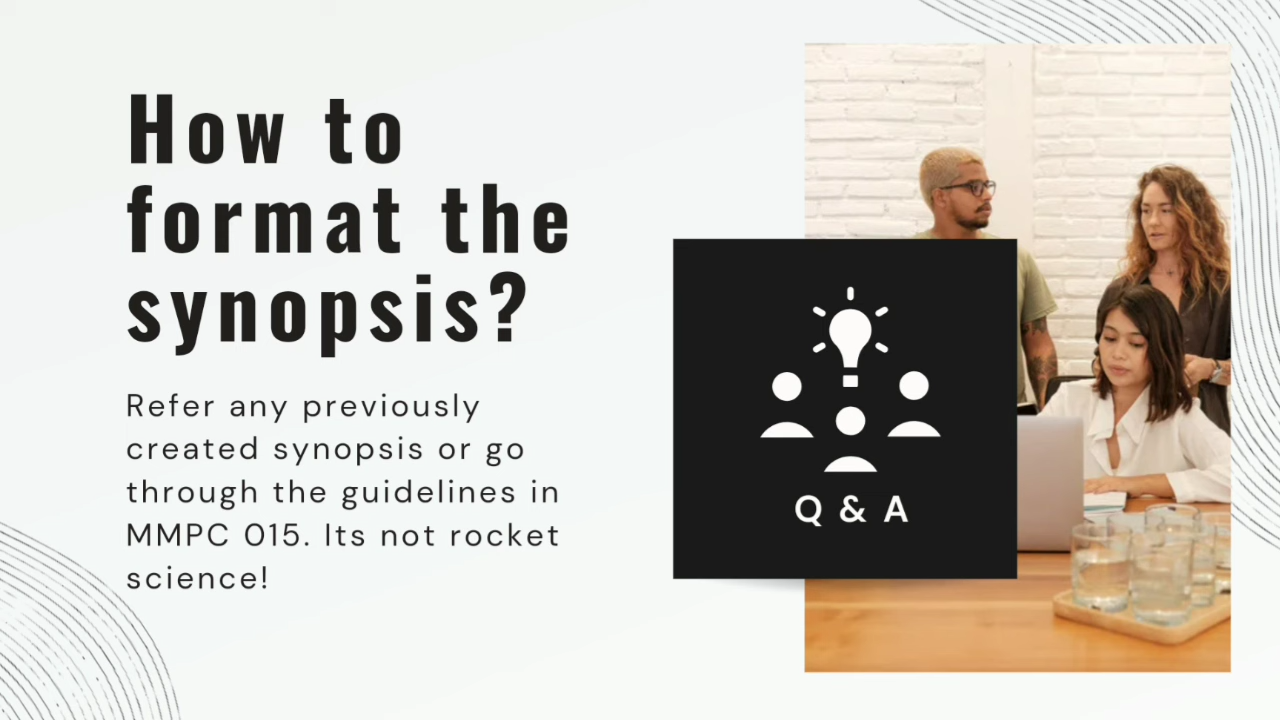 How to
format the
synopsis?
Refer any previously
created synopsis or go
through the guidelines in
MMPC 015. Its not rocket
science!
Q & A